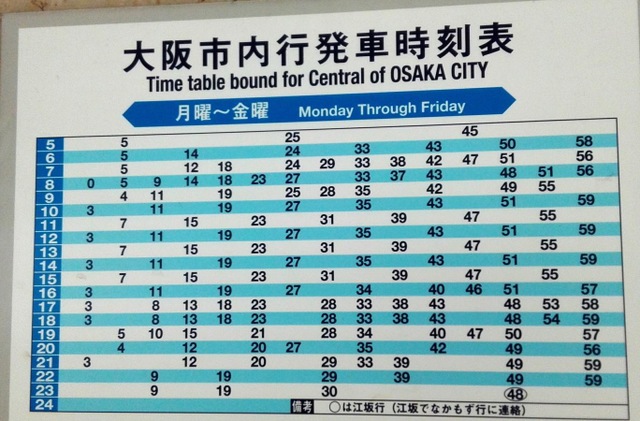 大阪市内行発車時刻表
Time table bound for Central of OSAKA CITY
月曜～金曜 Monday Through Friday
5 5 25 45
6 5 14 24 33 43 50 58
7 5 12 18 24 29 33 38 42 47 51 56
8 0 5 9 14 18 23 27 33 37 43 48 51 56
9 4 11 19 25 28 35 42 49 55
10 3 11 19 27 35 43 51 59
11 7 15 23 31 39 47 55
12 3 11 19 27 35 43 51 59
13 7 15 23 31 39 47 55
14 3 11 19 27 35 43 51 59
15 7 15 23 31 39 47 55
16 3 11 19 27 34 40 46 51 57
17 3 8 13 18 23 28 33 38 43 48 53 58
18 3 8 13 18 23 28 33 38 43 48 54 59
19 5 10 15 21 28 34 40 47 50 57
20 4 12 20 27 35 42 49 56
21 3 12 20 29 33 39 49 59
22 9 19 29 39 49 59
23 9 19 30 48
24 備考 ○は江坂行（江坂でなかもず行に連絡）